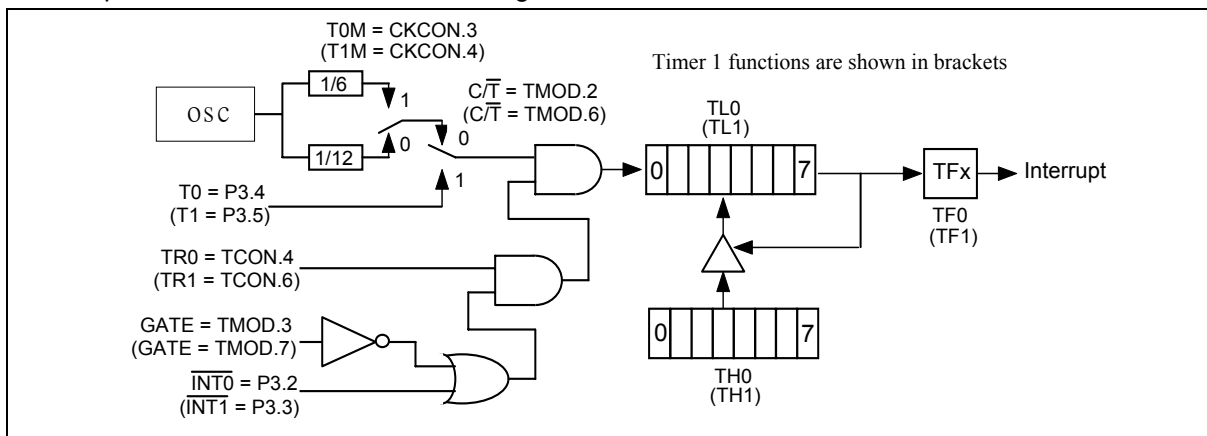 T0M = CKCON.3
(T1M = CKCON.4)
Timer 1 functions are shown in brackets
1/6
OSC
1
C/T̅ = TMOD.2
(C/T̅ = TMOD.6)
TL0
(TL1)
0
0
1/12
0
7
TFx
Interrupt
T0 = P3.4
(T1 = P3.5)
1
TF0
(TF1)
TR0 = TCON.4
(TR1 = TCON.6)
GATE = TMOD.3
(GATE = TMOD.7)
0
7
I̅N̅T̅0̅ = P3.2
(I̅N̅T̅1̅ = P3.3)
TH0
(TH1)